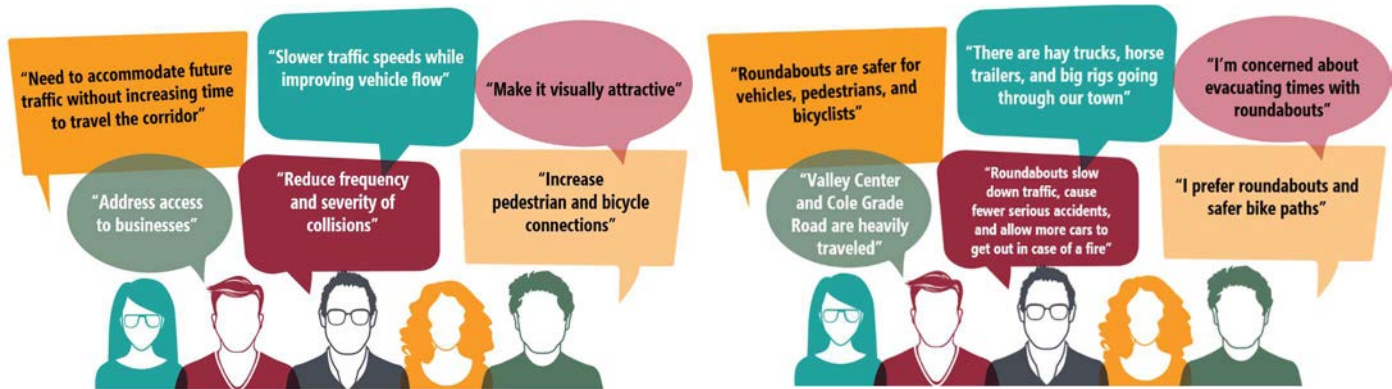 “Need to accommodate future
traffic without increasing time
to travel the corridor”
“Slower traffic speeds while
improving vehicle flow”
“Make it visually attractive”
“Address access
to businesses”
“Reduce frequency
and severity of
collisions”
“Increase
pedestrian and bicycle
connections”
“Roundabouts are safer for
vehicles, pedestrians, and
bicyclists”
“There are hay trucks, horse
trailers, and big rigs going
through our town”
“I’m concerned about
evacuating times with
roundabouts”
“Valley Center
and Cole Grade
Road are heavily
traveled”
“Roundabouts slow
down traffic, cause
fewer serious accidents,
and allow more cars to
get out in case of a fire”
“I prefer roundabouts and
safer bike paths”